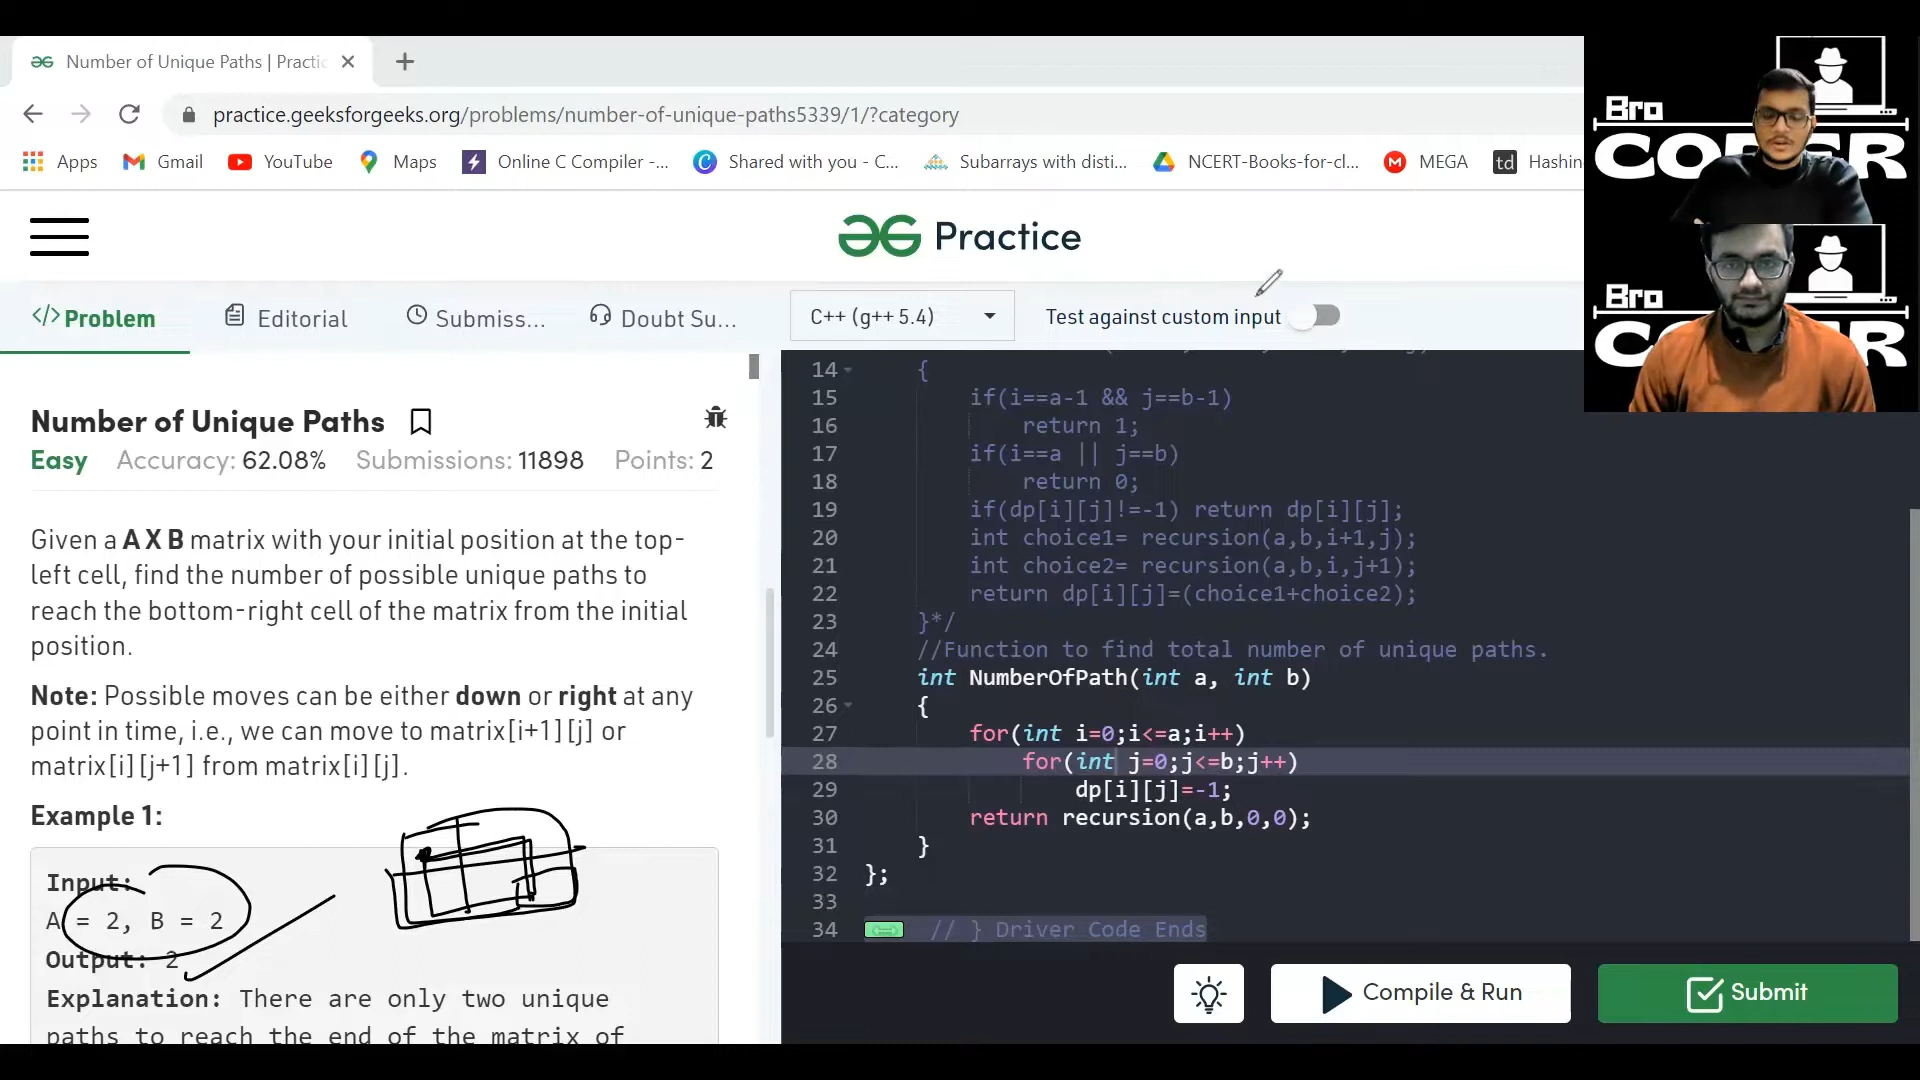 Number of Unique Paths | Practic
practice.geeksforgeeks.org/problems/number-of-unique-paths5339/1/?category
Apps
Gmail
YouTube
Maps
Online C Compiler -...
Shared with you - C...
Subarrays with disti...
NCERT-Books-for-cl...
MEGA
td
Hashin
Bro
CODER
Bro
Practice
</> Problem
Editorial
Submiss...
Doubt Su...
C++ (g++ 5.4)
Test against custom input
Number of Unique Paths
Easy Accuracy: 62.08% Submissions: 11898 Points: 2
Given a A X B matrix with your initial position at the top-
left cell, find the number of possible unique paths to
reach the bottom-right cell of the matrix from the initial
position.
Note: Possible moves can be either down or right at any
point in time, i.e., we can move to matrix[i+1][j] or
matrix[i][j+1] from matrix[i][j].
Example 1:
Input:
A = 2, B = 2
Output: 2
Explanation: There are only two unique
paths to reach the end of the matrix of
14 {
15 if(i==a-1 && j==b-1)
16 return 1;
17 if(i==a || j==b)
18 return 0;
19 if(dp[i][j]!=-1) return dp[i][j];
20 int choice1= recursion(a,b,i+1,j);
21 int choice2= recursion(a,b,i,j+1);
22 return dp[i][j]=(choice1+choice2);
23 }*/
24 //Function to find total number of unique paths.
25 int NumberOfPath(int a, int b)
26 {
27 for(int i=0;i<=a;i++)
28 for(int j=0;j<=b;j++)
29 dp[i][j]=-1;
30 return recursion(a,b,0,0);
31 }
32 };
33
34 // } Driver Code Ends
Compile & Run
Submit